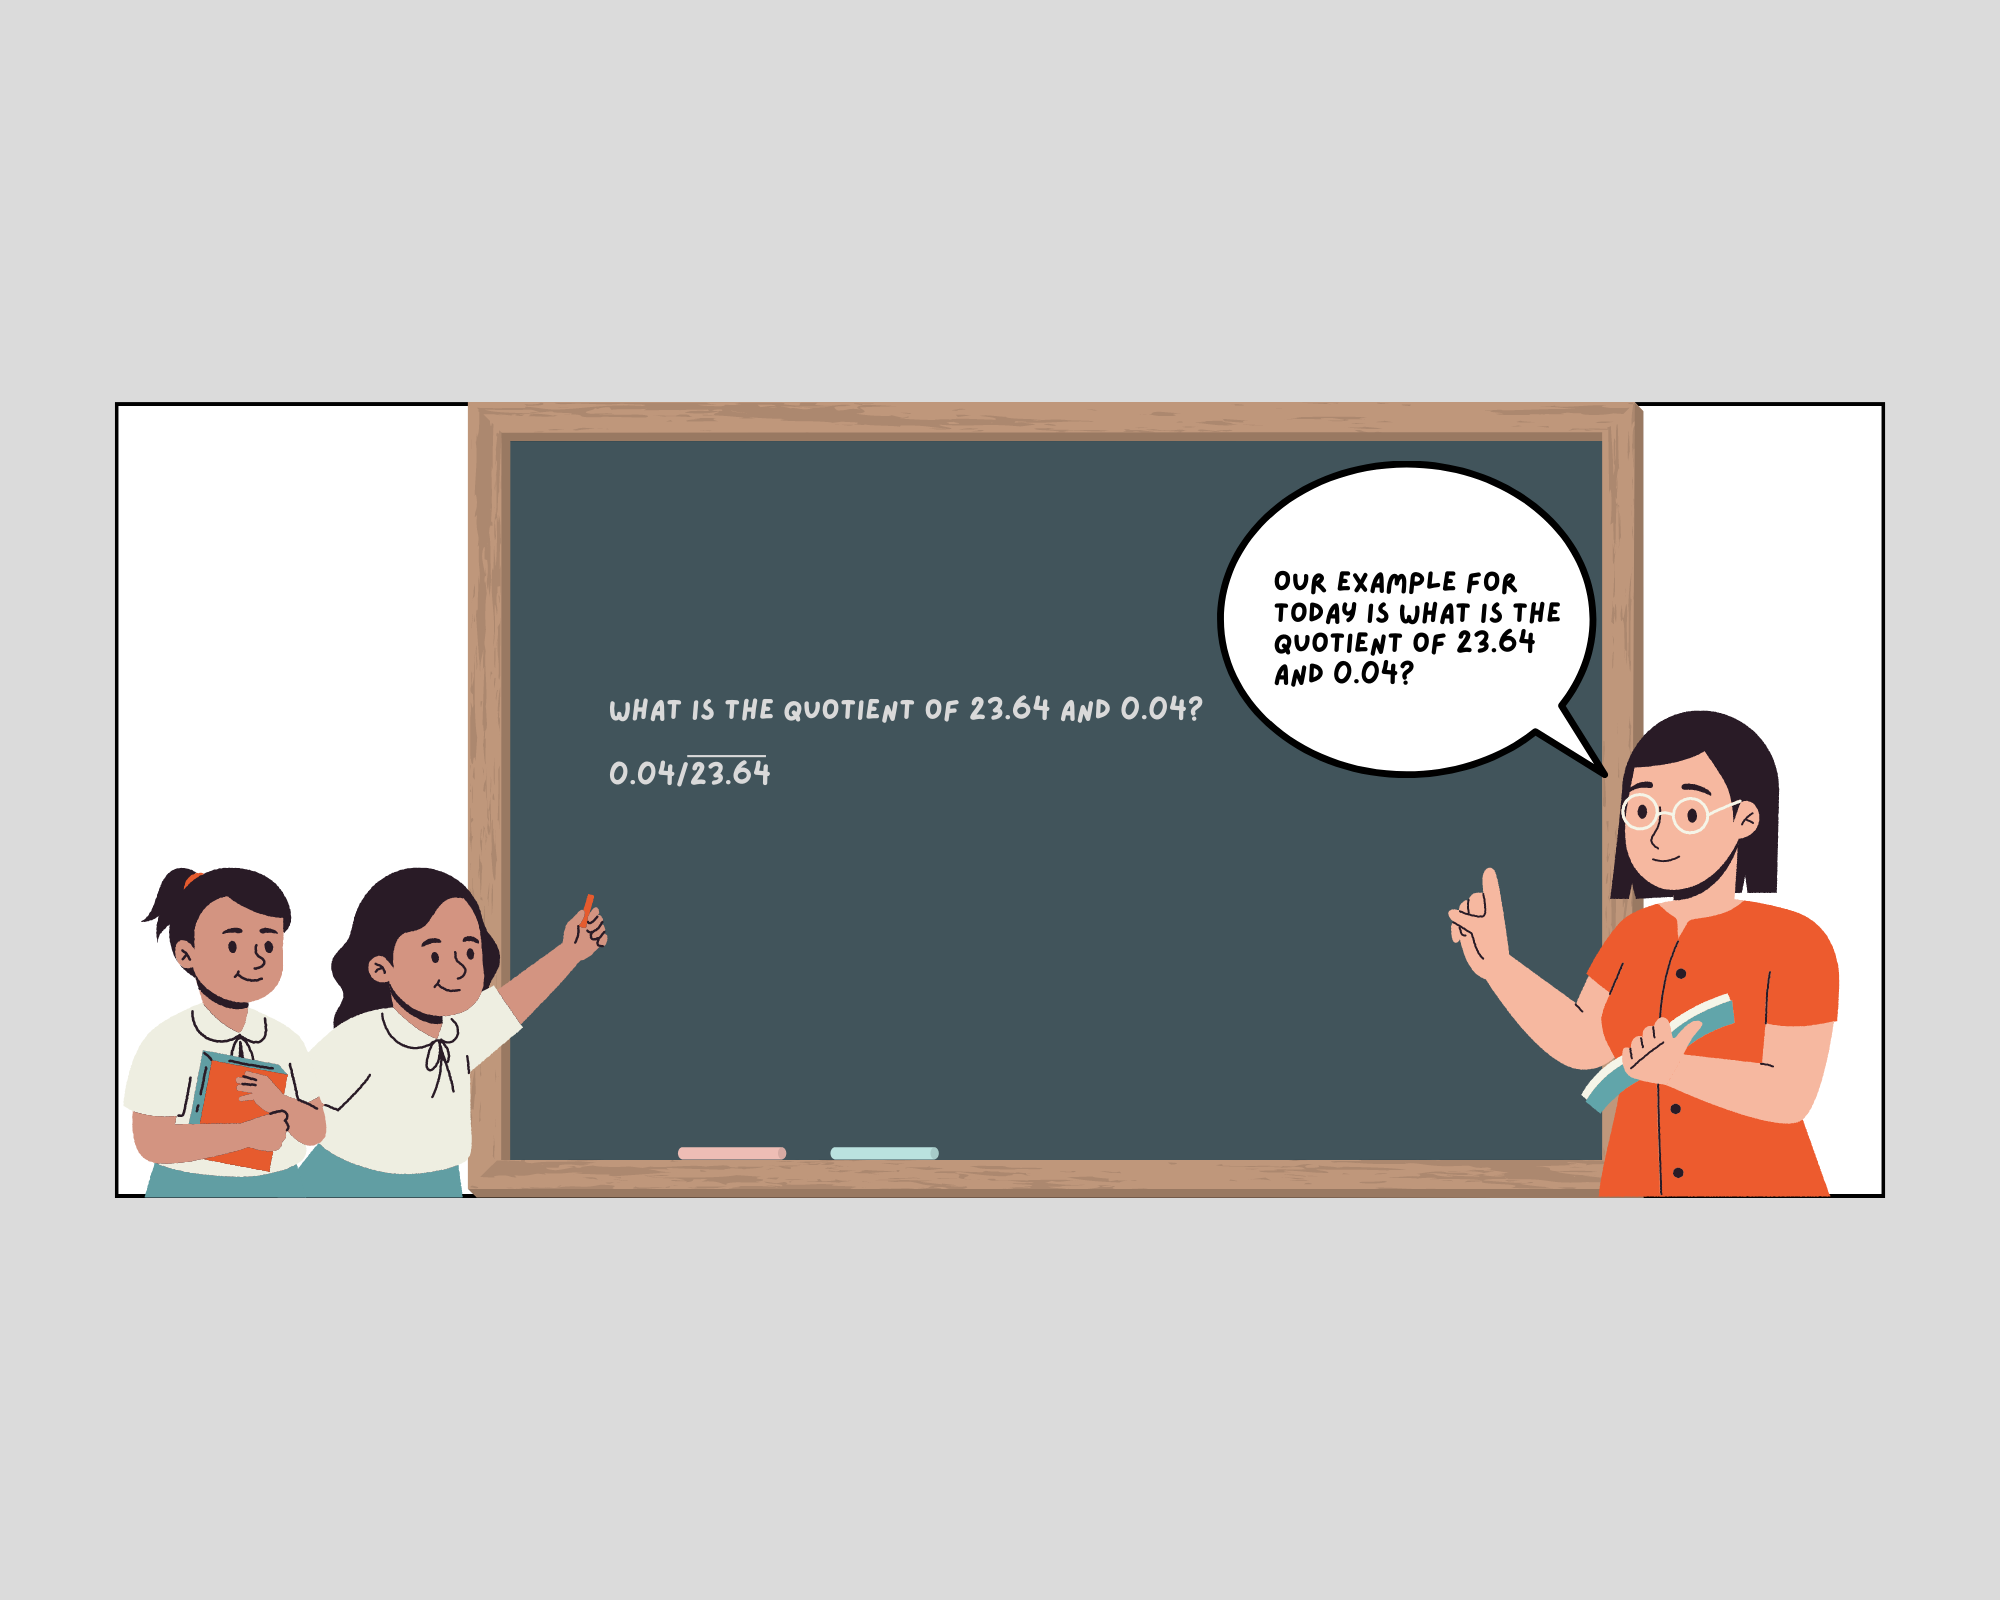 OUR EXAMPLE FOR
TODAY IS WHAT IS THE
QUOTIENT OF 23.64
AND 0.04?
WHAT IS THE QUOTIENT OF 23.64 AND 0.04?
0.04/23.64